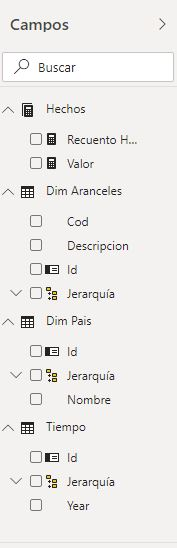 Campos
Buscar
Hechos
Recuento H...
Valor
Dim Aranceles
Cod
Descripcion
Id
Jerarquía
Dim Pais
Id
Jerarquía
Nombre
Tiempo
Id
Jerarquía
Year